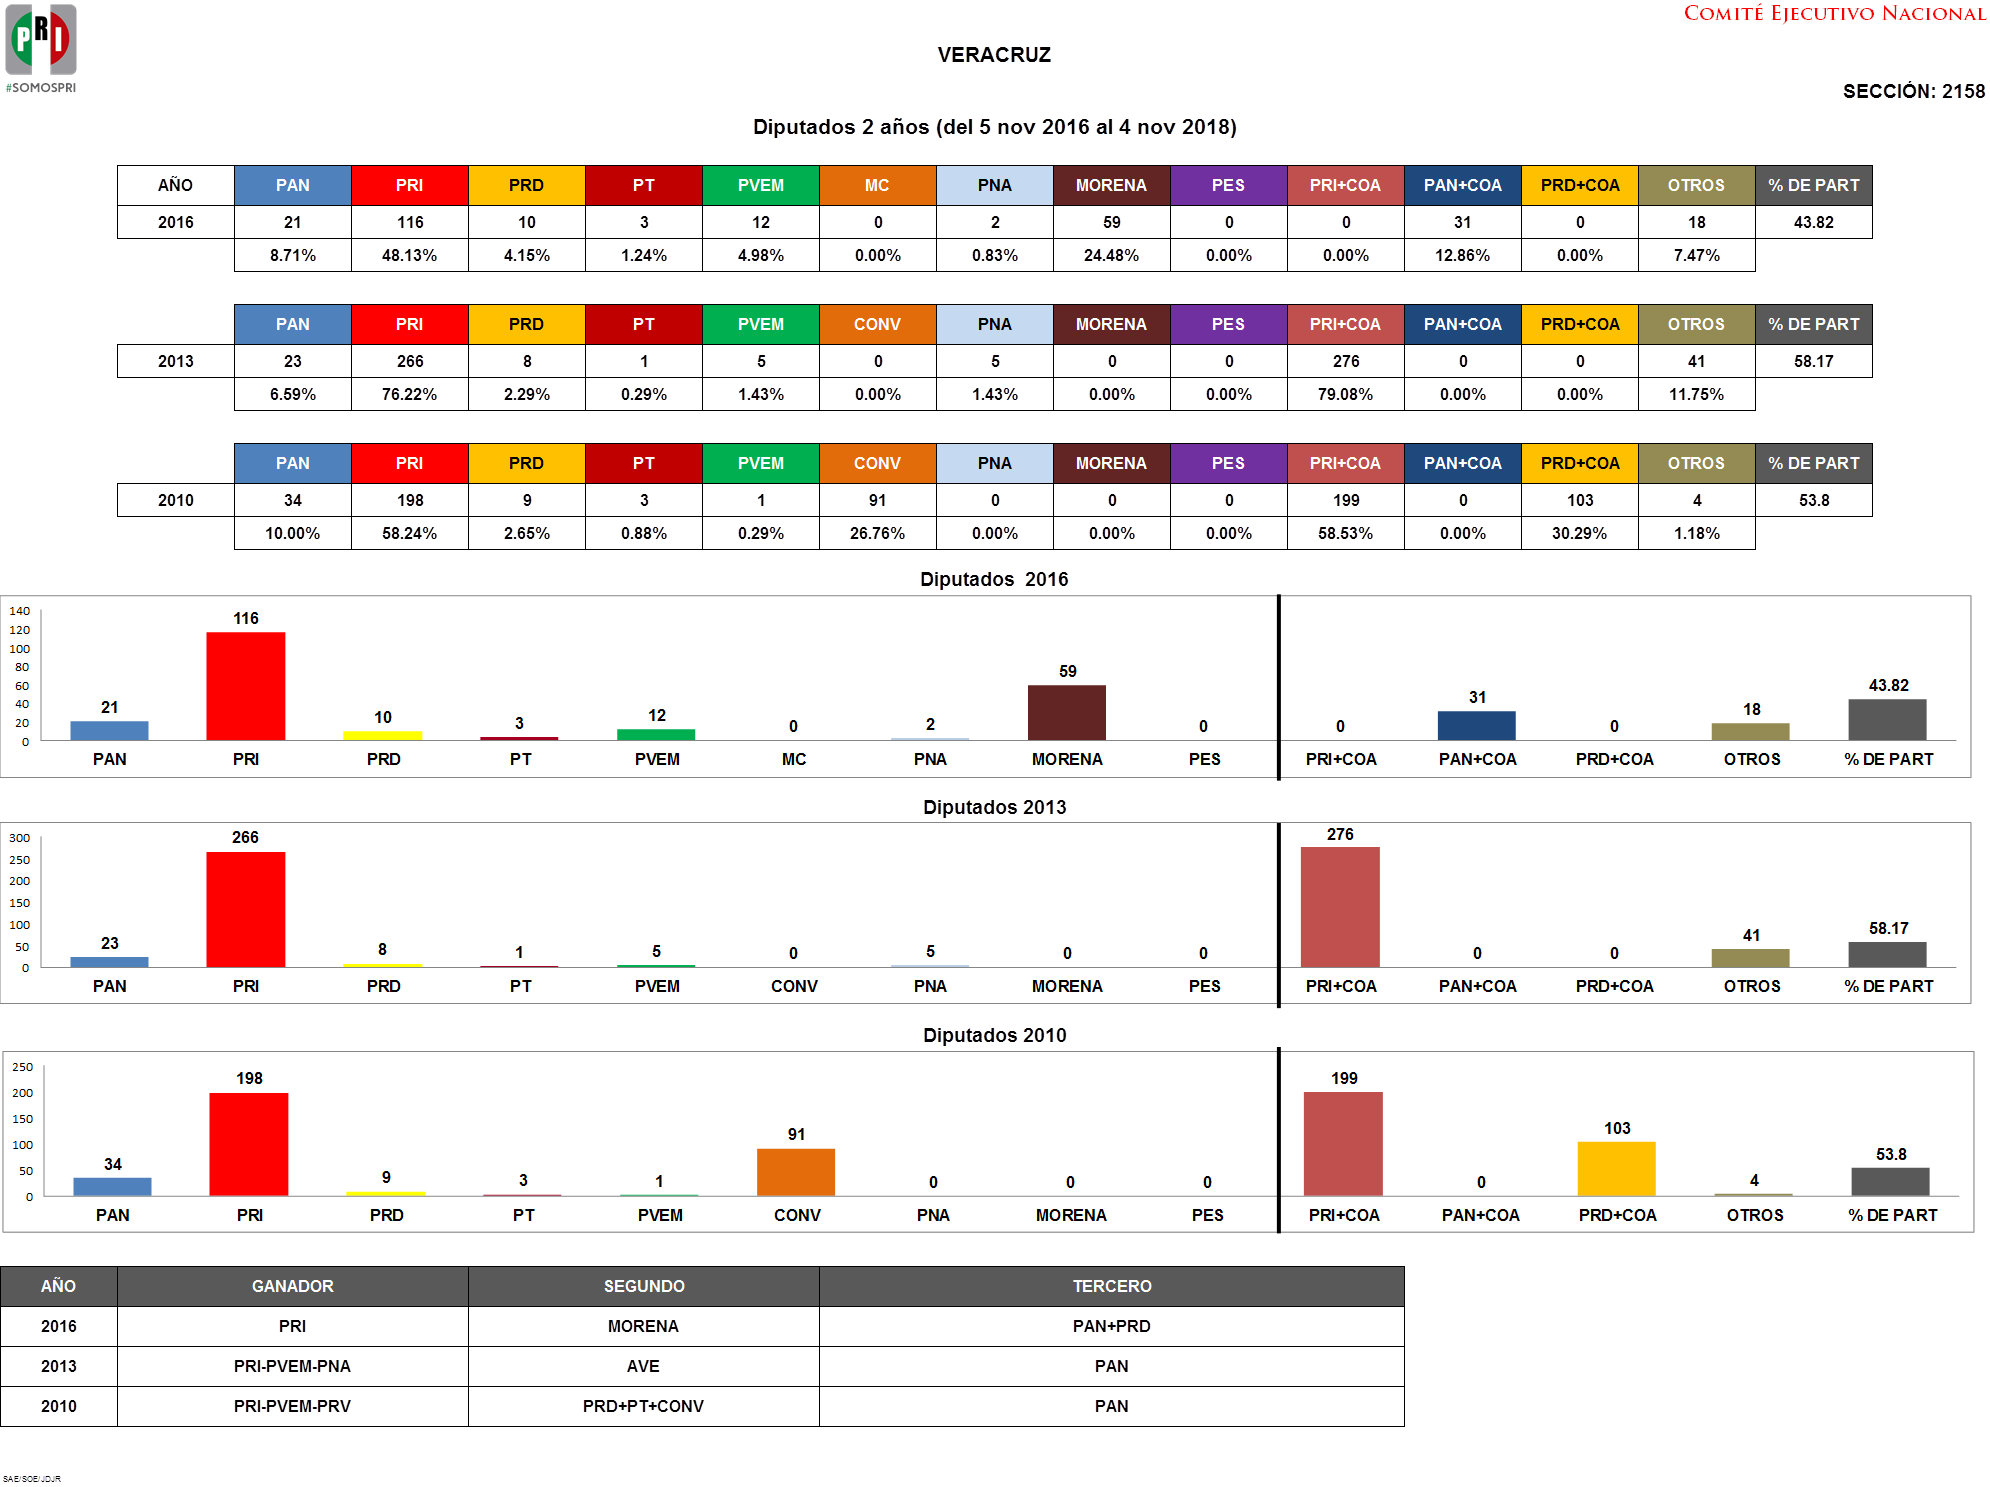 COMITÉ EJECUTIVO NACIONAL
PRI
#SOMOSPRI
VERACRUZ
SECCIÓN: 2158
Diputados 2 años (del 5 nov 2016 al 4 nov 2018)
AÑO PAN PRI PRD PT PVEM MC PNA MORENA PES PRI+COA PAN+COA PRD+COA OTROS % DE PART
2016 21 116 10 3 12 0 2 59 0 0 31 0 18 43.82
8.71% 48.13% 4.15% 1.24% 4.98% 0.00% 0.83% 24.48% 0.00% 0.00% 12.86% 0.00% 7.47%
PAN PRI PRD PT PVEM CONV PNA MORENA PES PRI+COA PAN+COA PRD+COA OTROS % DE PART
2013 23 266 8 1 5 0 5 0 0 276 0 0 41 58.17
6.59% 76.22% 2.29% 0.29% 1.43% 0.00% 1.43% 0.00% 0.00% 79.08% 0.00% 0.00% 11.75%
PAN PRI PRD PT PVEM CONV PNA MORENA PES PRI+COA PAN+COA PRD+COA OTROS % DE PART
2010 34 198 9 3 1 91 0 0 0 199 0 103 4 53.8
10.00% 58.24% 2.65% 0.88% 0.29% 26.76% 0.00% 0.00% 0.00% 58.53% 0.00% 30.29% 1.18%
Diputados 2016
140
120
100
80
60
40
20
0
21 116 10 3 12 0 2 59 0 0 31 0 18 43.82
PAN PRI PRD PT PVEM MC PNA MORENA PES PRI+COA PAN+COA PRD+COA OTROS % DE PART
Diputados 2013
300
250
200
150
100
50
0
23 266 8 1 5 0 5 0 0 276 0 0 41 58.17
PAN PRI PRD PT PVEM CONV PNA MORENA PES PRI+COA PAN+COA PRD+COA OTROS % DE PART
Diputados 2010
250
200
150
100
50
0
34 198 9 3 1 91 0 0 0 199 0 103 4 53.8
PAN PRI PRD PT PVEM CONV PNA MORENA PES PRI+COA PAN+COA PRD+COA OTROS % DE PART
AÑO GANADOR SEGUNDO TERCERO
2016 PRI MORENA PAN+PRD
2013 PRI-PVEM-PNA AVE PAN
2010 PRI-PVEM-PRV PRD+PT+CONV PAN
SAE/SOE/JDJR